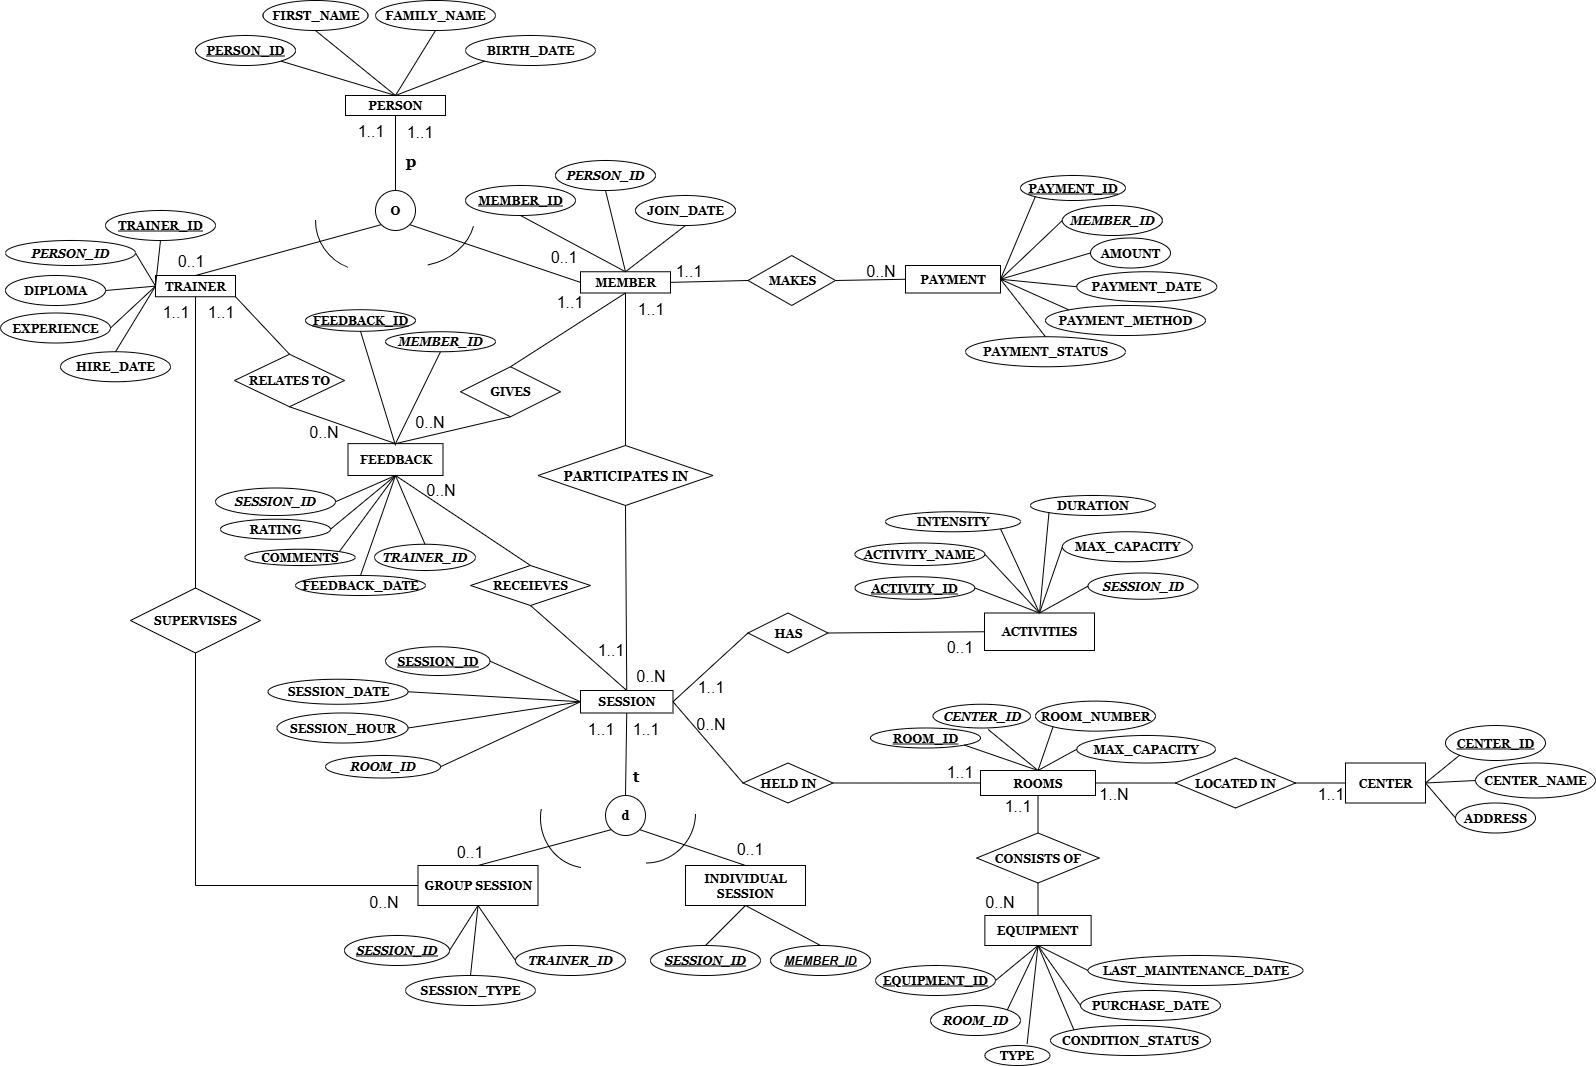 FIRST_NAME
FAMILY_NAME
PERSON_ID
BIRTH_DATE
PERSON
1..1
1..1
p
O
PERSON_ID
MEMBER_ID
JOIN_DATE
PAYMENT_ID
MEMBER_ID
AMOUNT
PAYMENT_DATE
PAYMENT_METHOD
PAYMENT_STATUS
TRAINER_ID
PERSON_ID
DIPLOMA
EXPERIENCE
HIRE_DATE
0..1
TRAINER
1..1
1..1
0..1
MEMBER
1..1
1..1
1..1
MAKES
0..N
PAYMENT
FEEDBACK_ID
MEMBER_ID
RELATES TO
GIVES
0..N
0..N
FEEDBACK
0..N
PARTICIPATES IN
SESSION_ID
RATING
COMMENTS
FEEDBACK_DATE
TRAINER_ID
RECEIEVES
DURATION
INTENSITY
MAX_CAPACITY
ACTIVITY_NAME
ACTIVITY_ID
SESSION_ID
SUPERVISES
HAS
ACTIVITIES
0..1
1..1
0..N
SESSION_ID
SESSION_DATE
SESSION_HOUR
ROOM_ID
SESSION
1..1
0..N
1..1
1..1
t
d
CENTER_ID
ROOM_NUMBER
ROOM_ID
MAX_CAPACITY
HELD IN
1..1
ROOMS
1..1
1..N
LOCATED IN
1..1
CENTER
CENTER_ID
CENTER_NAME
ADDRESS
0..1
0..1
GROUP SESSION
0..N
INDIVIDUAL
SESSION
SESSION_ID
TRAINER_ID
SESSION_TYPE
SESSION_ID
MEMBER_ID
CONSISTS OF
0..N
EQUIPMENT
EQUIPMENT_ID
LAST_MAINTENANCE_DATE
PURCHASE_DATE
ROOM_ID
CONDITION_STATUS
TYPE